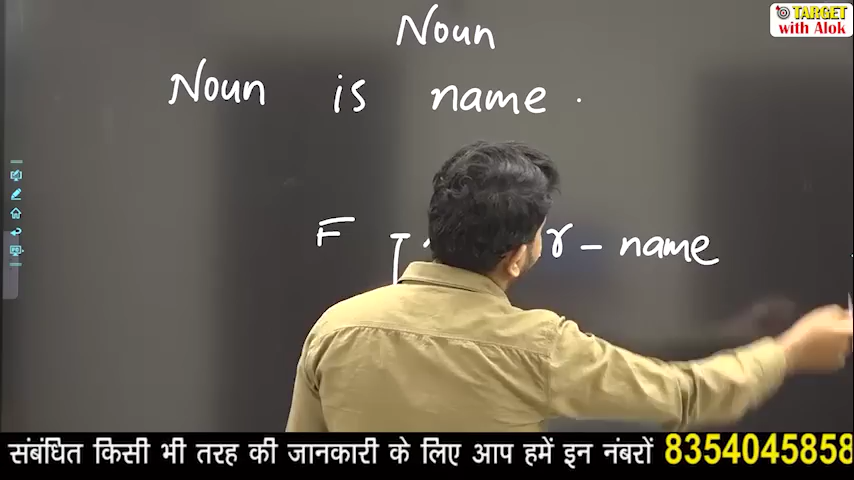 TARGET
with Alok
Noun
Noun is name .
F T r - name
संबंधित किसी भी तरह की जानकारी के लिए आप हमें इन नंबरों 8354045858